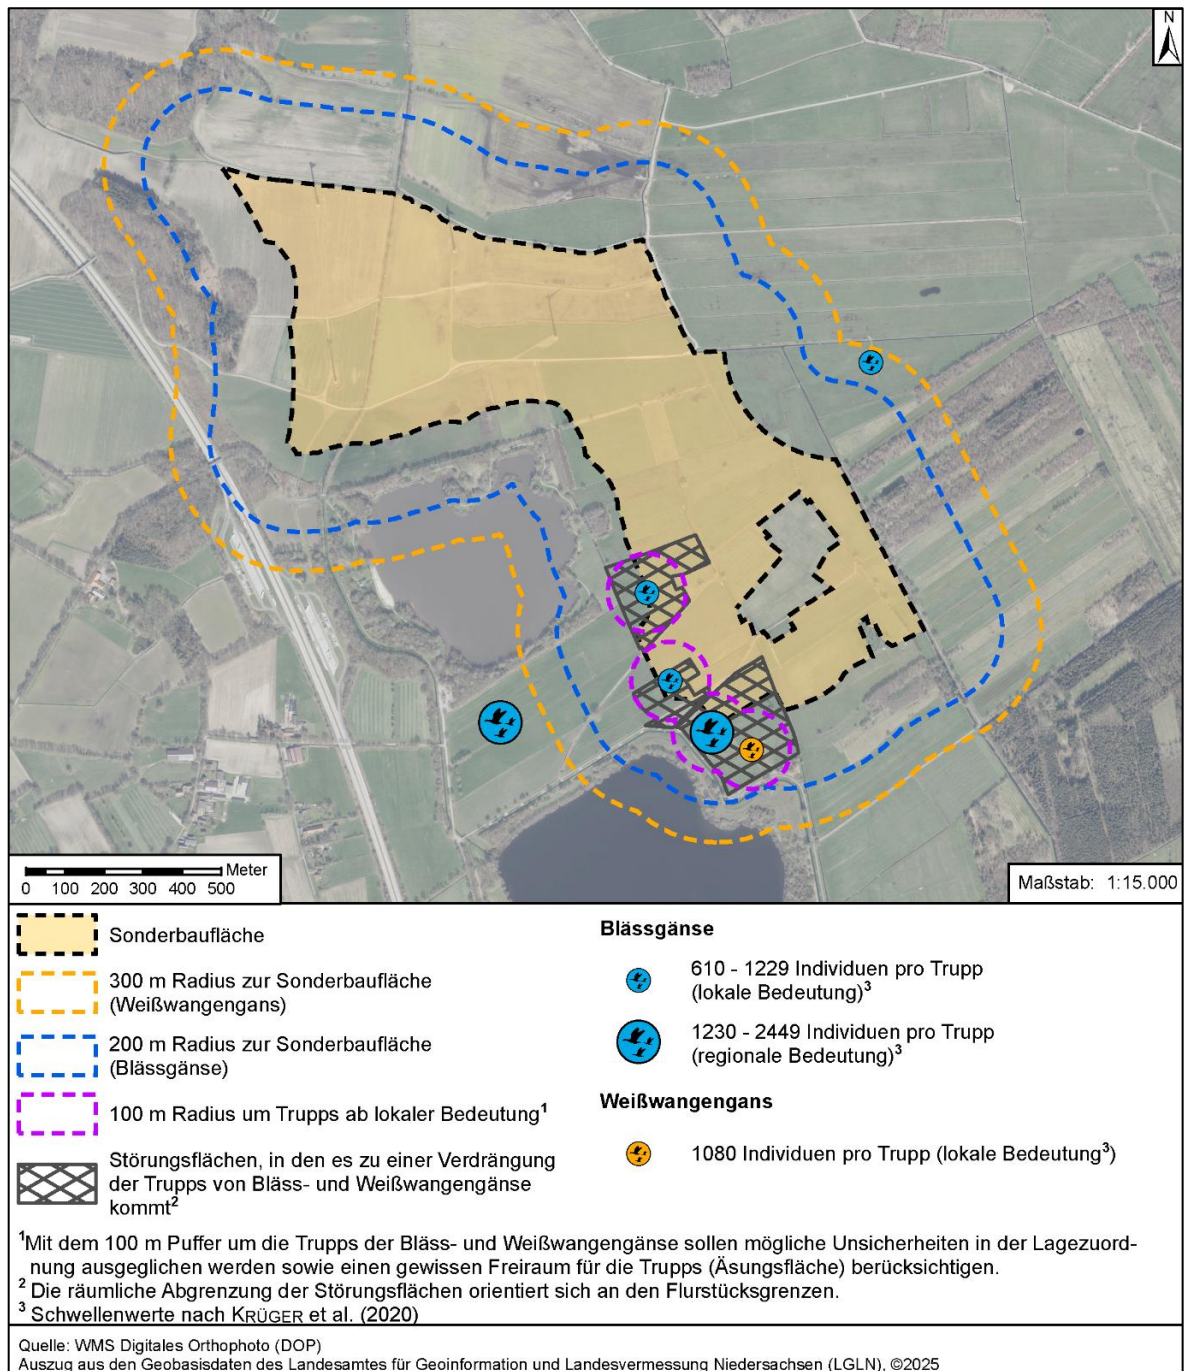 N
Meter
0 100 200 300 400 500
Maßstab: 1:15.000
Sonderbaufläche
300 m Radius zur Sonderbaufläche
(Weißwangengans)
200 m Radius zur Sonderbaufläche
(Blässgänse)
100 m Radius um Trupps ab lokaler Bedeutung¹
Störungsflächen, in den es zu einer Verdrängung
der Trupps von Bläss- und Weißwangengänse
kommt²
Blässgänse
610 - 1229 Individuen pro Trupp
(lokale Bedeutung)³
1230 - 2449 Individuen pro Trupp
(regionale Bedeutung)³
Weißwangengans
1080 Individuen pro Trupp (lokale Bedeutung³)
¹Mit dem 100 m Puffer um die Trupps der Bläss- und Weißwangengänse sollen mögliche Unsicherheiten in der Lagezuord-
nung ausgeglichen werden sowie einen gewissen Freiraum für die Trupps (Äsungsfläche) berücksichtigen.
² Die räumliche Abgrenzung der Störungsflächen orientiert sich an den Flurstücksgrenzen.
³ Schwellenwerte nach KRÜGER et al. (2020)
Quelle: WMS Digitales Orthophoto (DOP)
Auszug aus den Geobasisdaten des Landesamtes für Geoinformation und Landesvermessung Niedersachsen (LGLN), ©2025